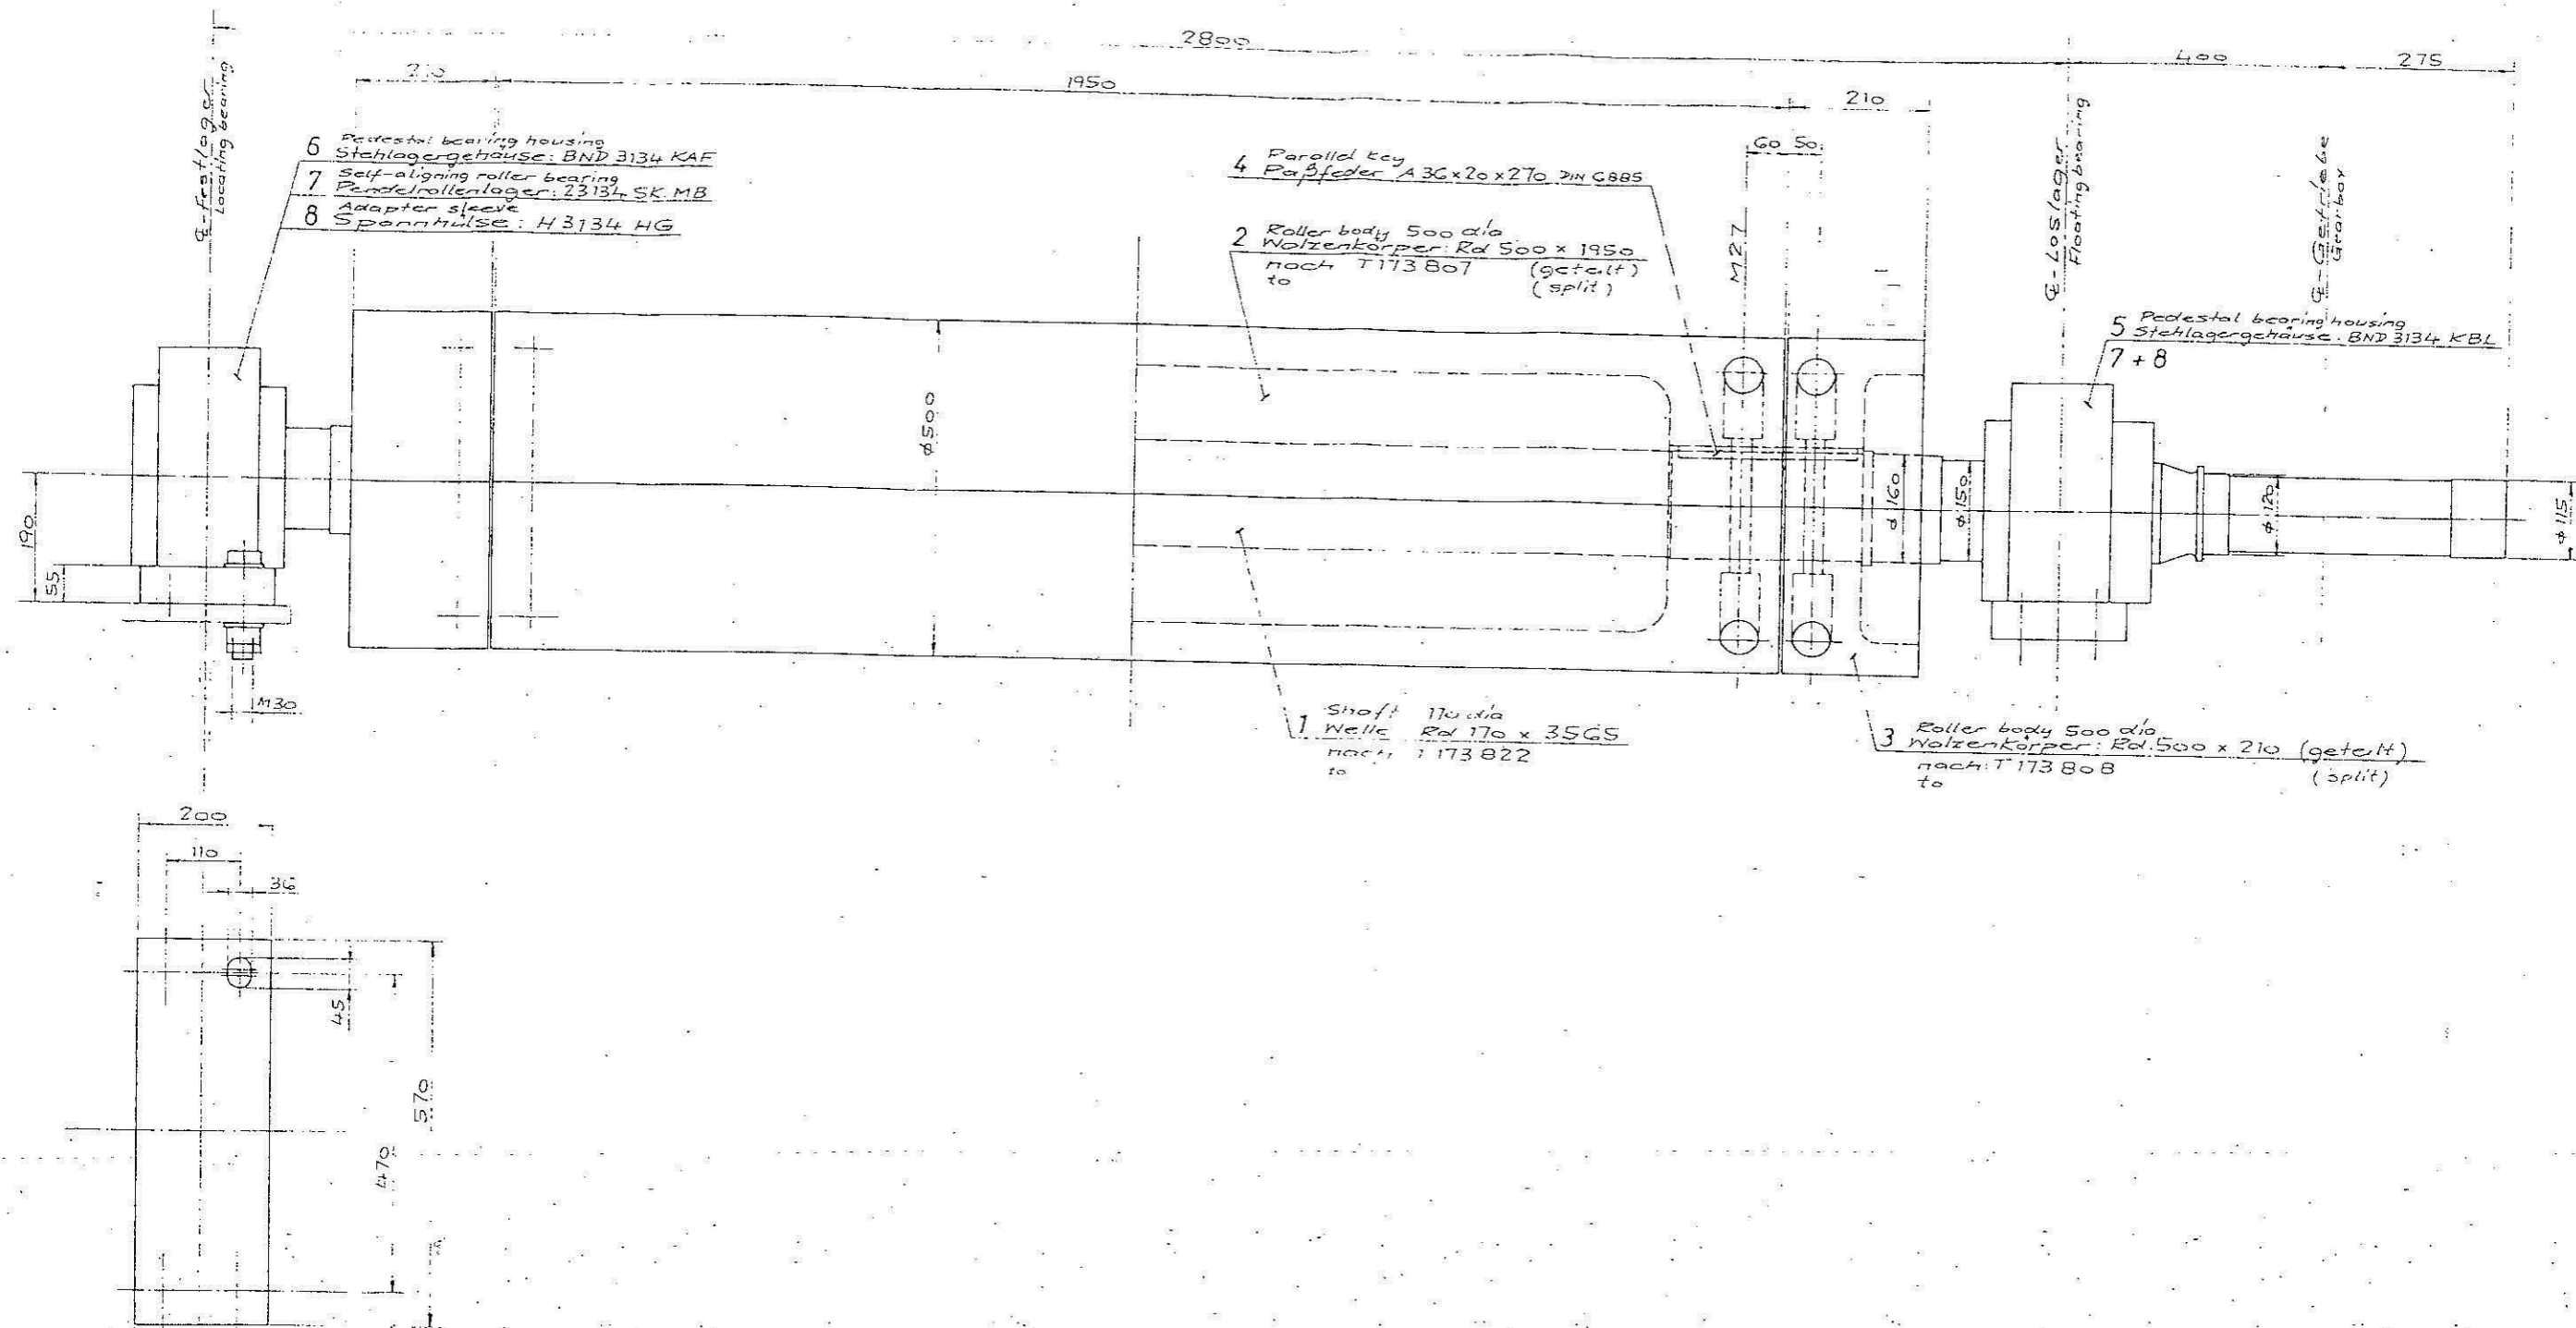 2800
400
275
1950
210
℄-Festlager
Locating bearing
6 Pedestal bearing housing
Stehlagergehäuse: BND 3134 KAF
7 Self-aligning roller bearing
Pendelrollenlager: 23134 SK.MB
8 Adapter sleeve
Spannhülse: H 3134 HG
4 Parallel key
Paßfeder A 36 x 20 x 270 DIN 6885
60 50
2 Roller body 500 dia
Walzenkörper: Rd 500 x 1950
nach T173 807 (geteilt)
to (split)
M27
℄-Loslager
Floating bearing
℄-Getriebe
Gearbox
5 Pedestal bearing housing
Stehlagergehäuse: BND 3134 KBL
7 + 8
ø500
190
55
ø160
ø150
ø120
ø115
M30
1 Shaft 170 dia
Welle Rd 170 x 3565
nach T 173 822
to
3 Roller body 500 dia
Walzenkörper: Rd. 500 x 210 (geteilt)
nach: T 173 808 (split)
to
200
110
36
45
570
470